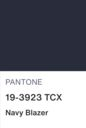 PANTONE
19-3923 TCX
Navy Blazer